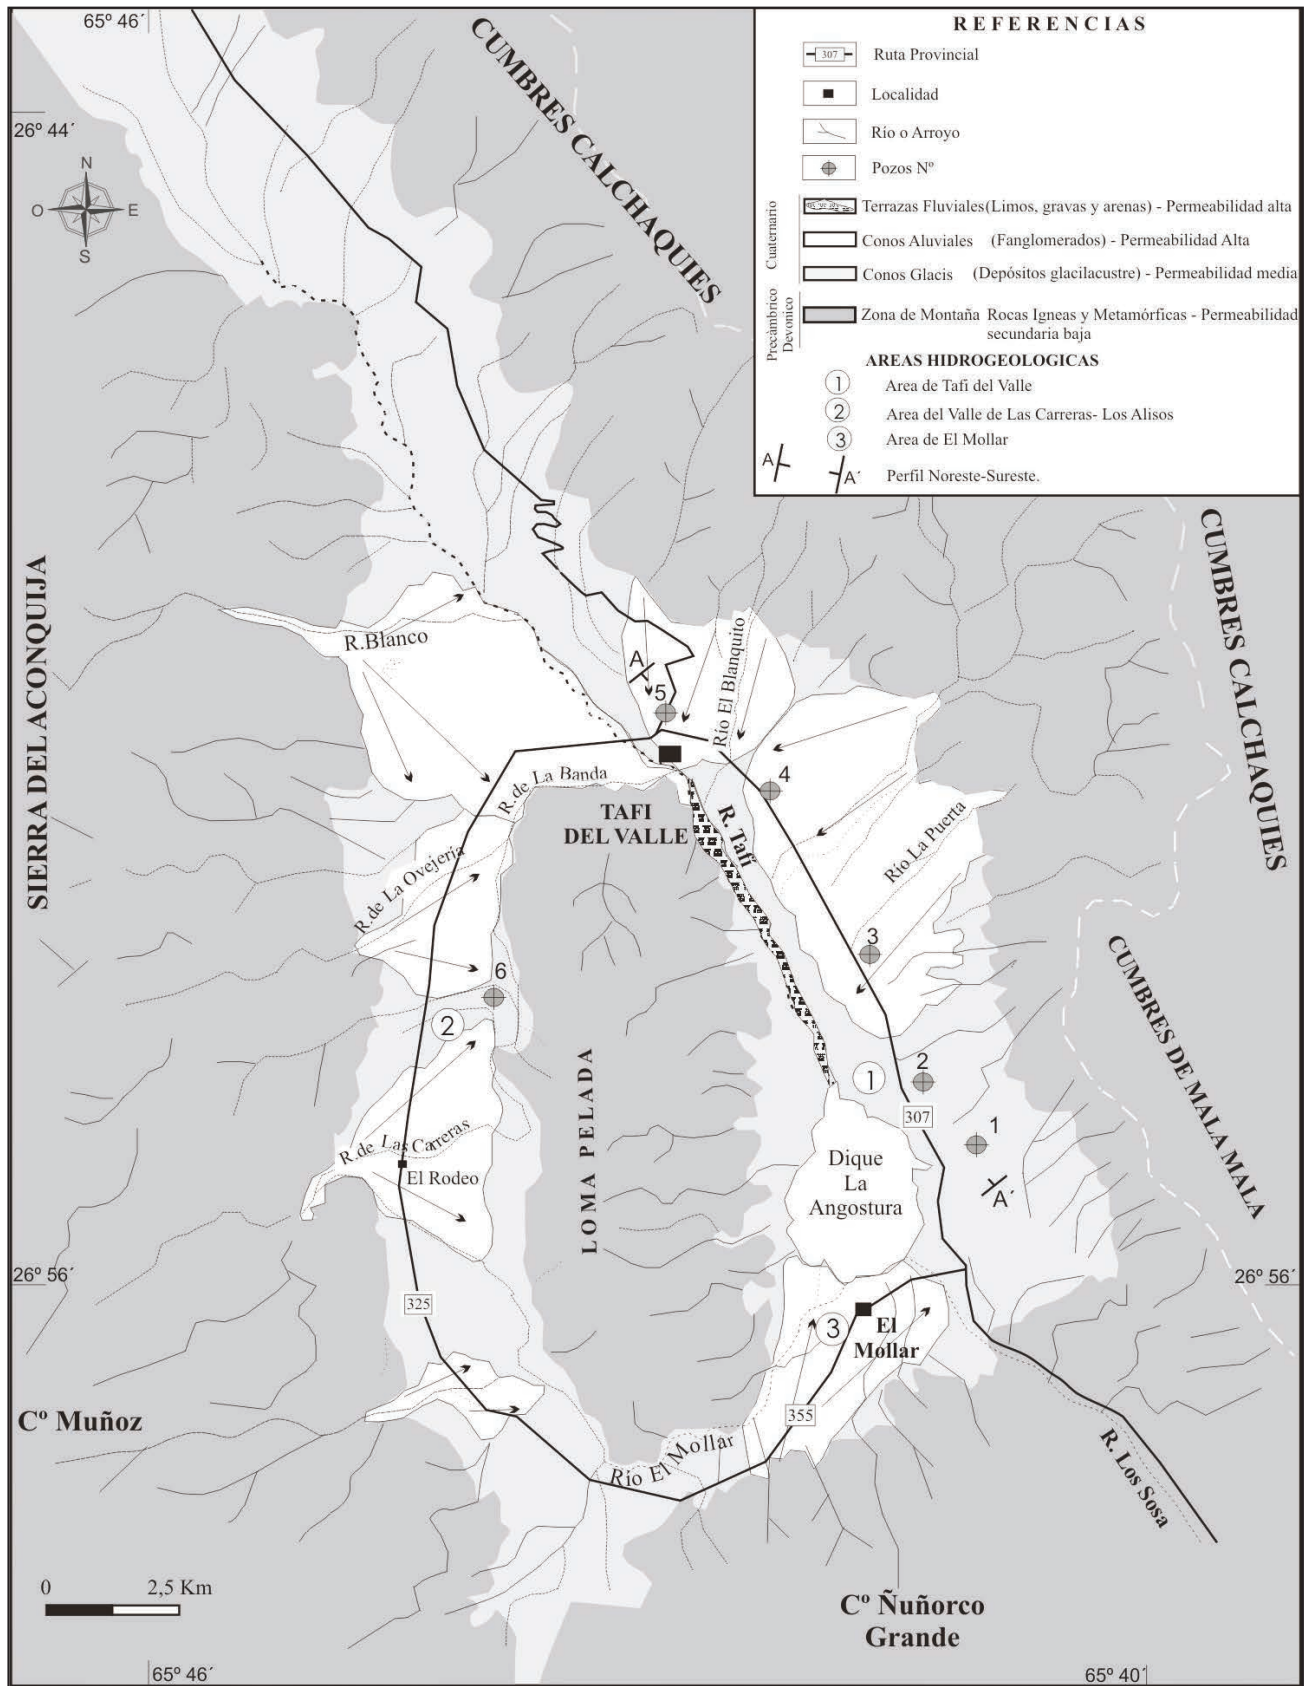 65º 46´
26º 44´
N
O E
S
CUMBRES CALCHAQUIES
REFERENCIAS
307 Ruta Provincial
Localidad
Río o Arroyo
Pozos Nº
Cuaternario
Terrazas Fluviales(Limos, gravas y arenas) - Permeabilidad alta
Conos Aluviales (Fanglomerados) - Permeabilidad Alta
Conos Glacis (Depósitos glacilacustre) - Permeabilidad media
Precàmbrico
Devonico
Zona de Montaña Rocas Igneas y Metamórficas - Permeabilidad
secundaria baja
AREAS HIDROGEOLOGICAS
1 Area de Tafí del Valle
2 Area del Valle de Las Carreras- Los Alisos
3 Area de El Mollar
A A´ Perfil Noreste-Sureste.
CUMBRES CALCHAQUIES
SIERRA DEL ACONQUIJA
R.Blanco
A
5
Río El Blanquito
4
R.de La Banda
TAFI
DEL VALLE
R. Tafí
Río La Puerta
R.de La Ovejería
3
CUMBRES DE MALA MALA
6
2
LOMA PELADA
1
2
307
1
A´
R.de Las Carreras
El Rodeo
Dique
La
Angostura
26º 56´
26º 56´
325
3
El
Mollar
355
Cº Muñoz
Río El Mollar
R. Los Sosa
0 2,5 Km
Cº Ñuñorco
Grande
65º 46´
65º 40´